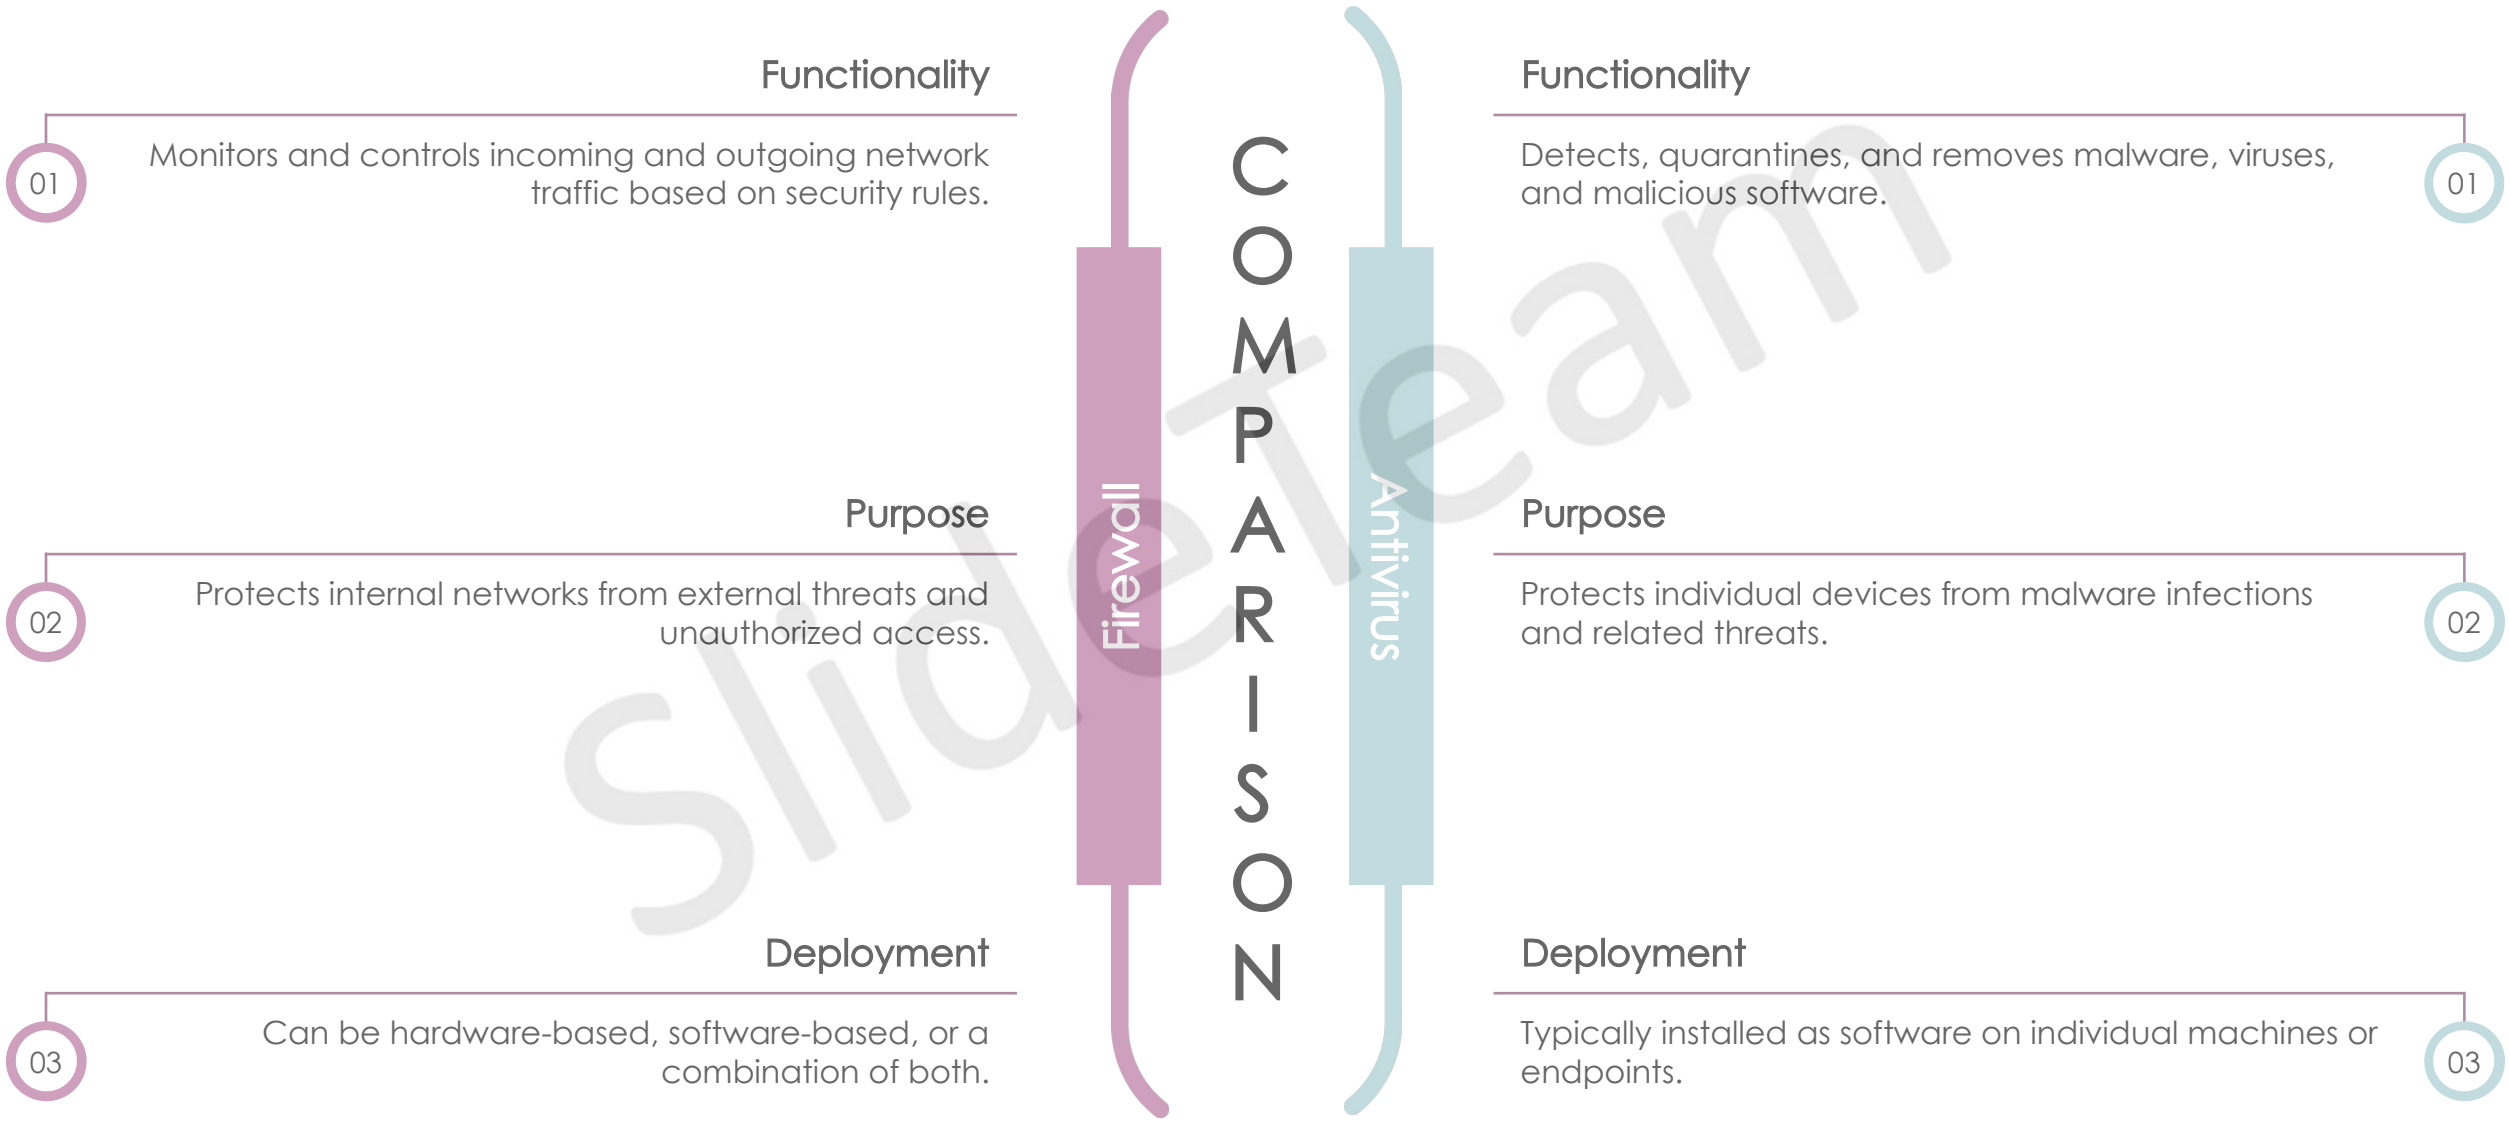 Functionality
01
Monitors and controls incoming and outgoing network
traffic based on security rules.
Purpose
02
Protects internal networks from external threats and
unauthorized access.
Deployment
03
Can be hardware-based, software-based, or a
combination of both.
Firewall
COMPARISON
Antivirus
Functionality
Detects, quarantines, and removes malware, viruses,
and malicious software.
01
Purpose
Protects individual devices from malware infections
and related threats.
02
Deployment
Typically installed as software on individual machines or
endpoints.
03
SlideTeam